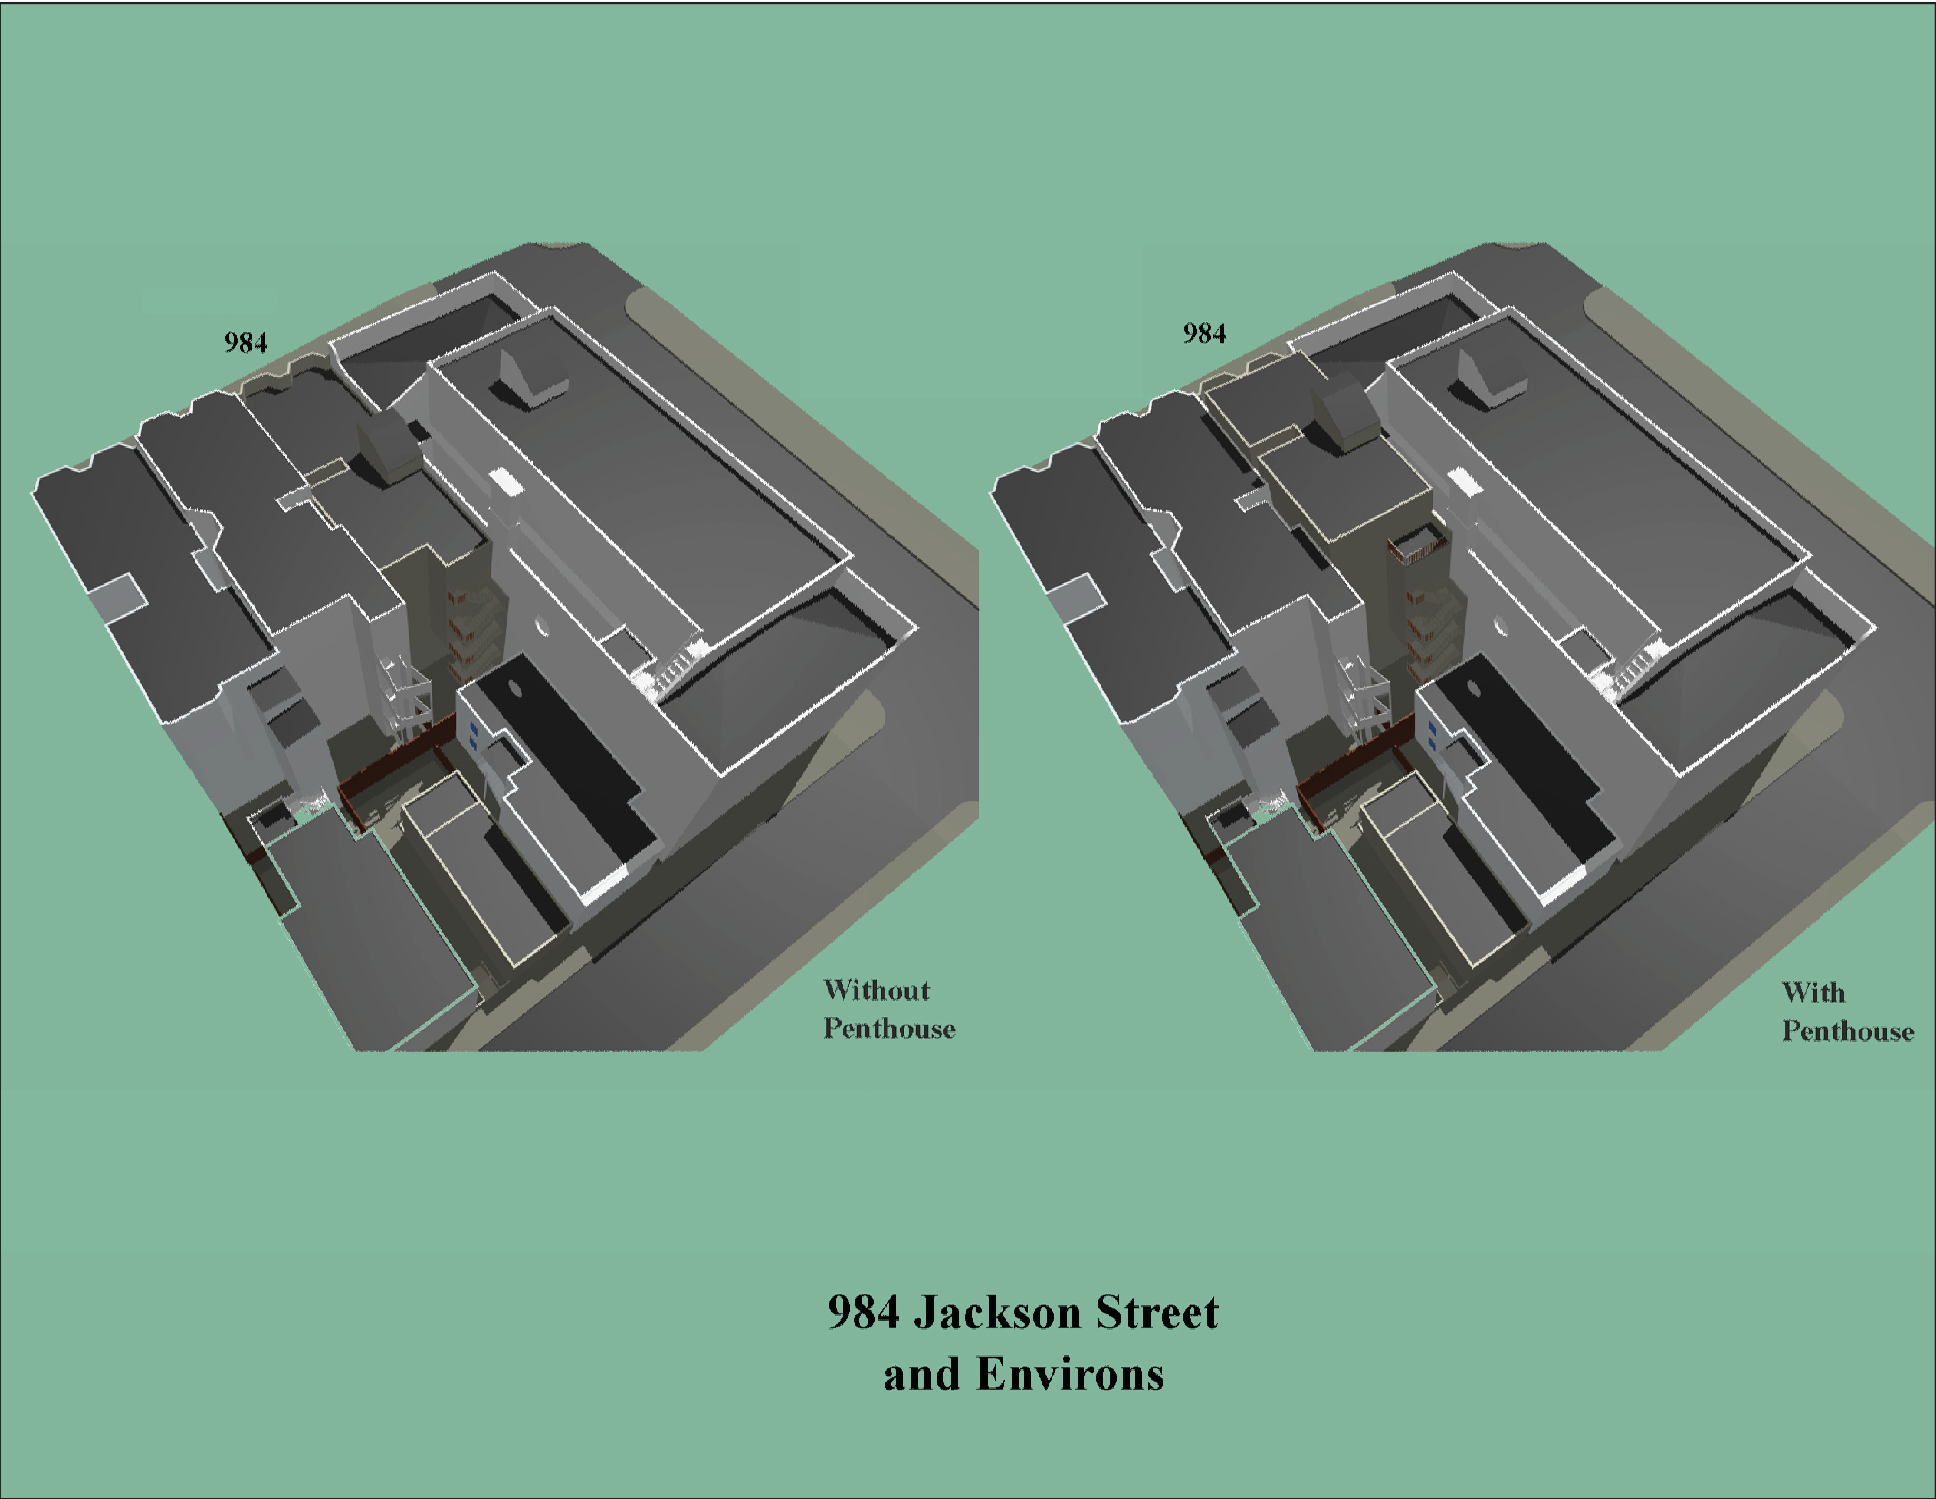 984
984
Without
Penthouse
With
Penthouse
984 Jackson Street
and Environs